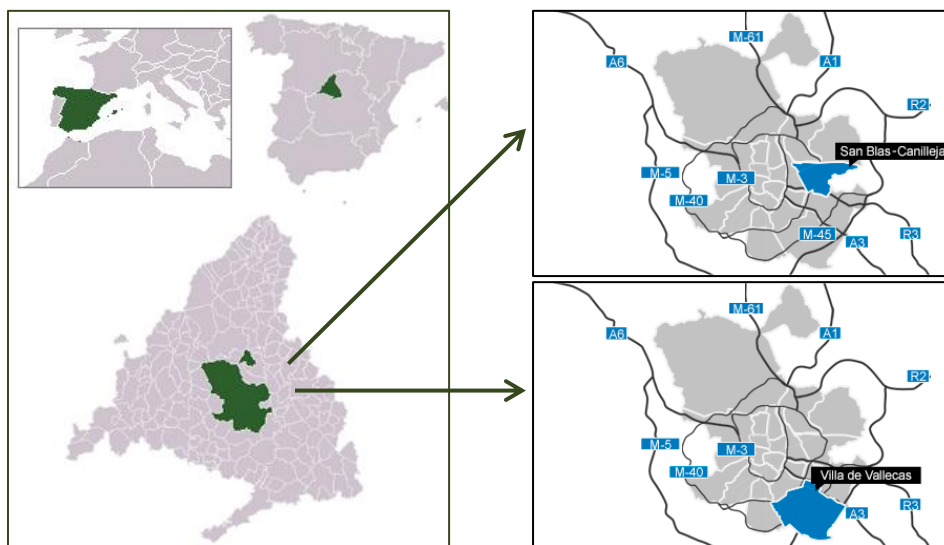 M-61
A6
A1
R2
San Blas-Canilleja
M-5
M-3
M-40
M-45
A3
R3
M-61
A6
A1
R2
M-5
M-3
M-40
Villa de Vallecas
A3
R3